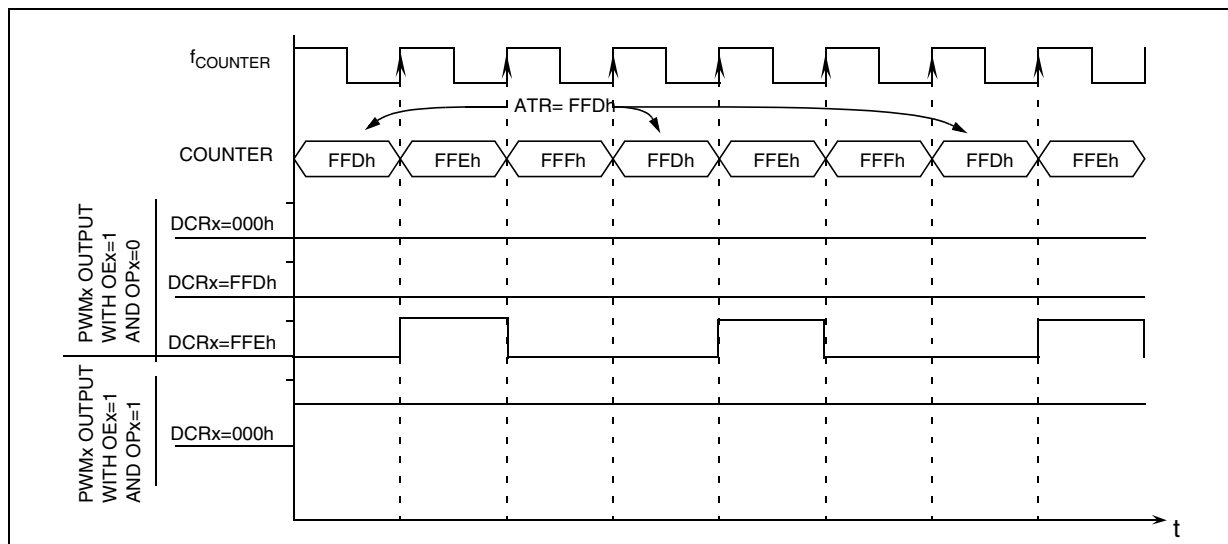 fCOUNTER
ATR= FFDh
COUNTER
FFDh FFEh FFFh FFDh FFEh FFFh FFDh FFEh
PWMx OUTPUT
WITH OEx=1
AND OPx=0
DCRx=000h
DCRx=FFDh
DCRx=FFEh
PWMx OUTPUT
WITH OEx=1
AND OPx=1
DCRx=000h
t